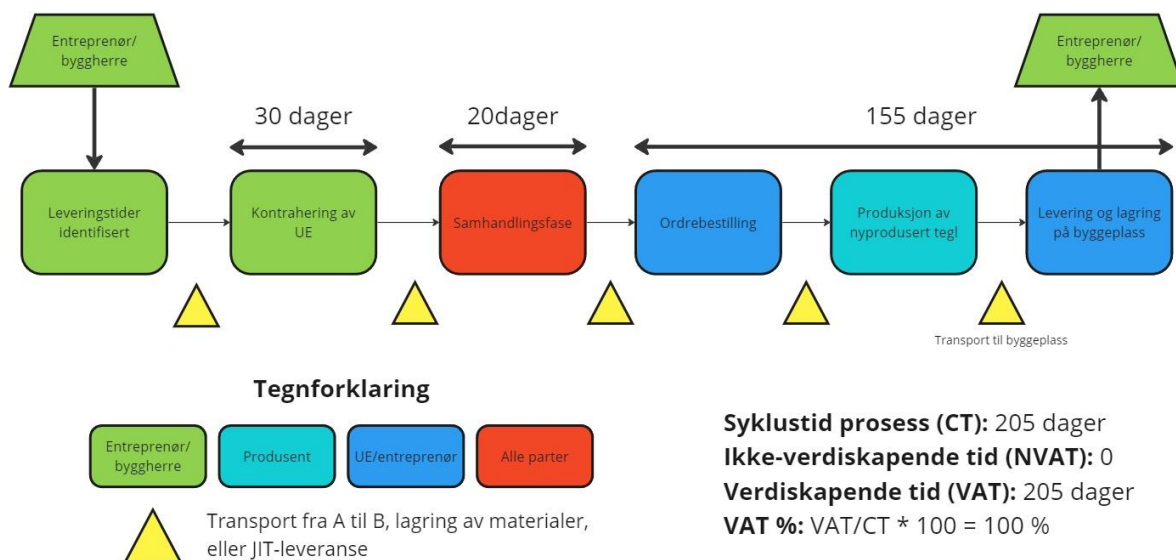 Entreprenør/
byggherre
Entreprenør/
byggherre
30 dager
20dager
155 dager
Leveringstider
identifisert
Kontrahering av
UE
Samhandlingsfase
Ordrebestilling
Produksjon av
nyprodusert tegl
Levering og lagring
på byggeplass
Transport til byggeplass
Tegnforklaring
Entreprenør/
byggherre
Produsent
UE/entreprenør
Alle parter
Transport fra A til B, lagring av materialer,
eller JIT-leveranse
Syklustid prosess (CT): 205 dager
Ikke-verdiskapende tid (NVAT): 0
Verdiskapende tid (VAT): 205 dager
VAT %: VAT/CT * 100 = 100 %